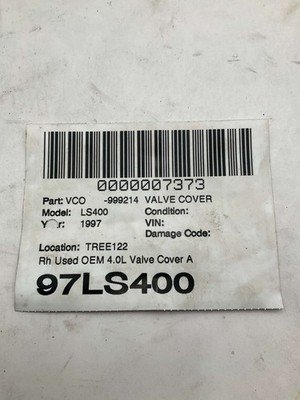 0000007373
Part: VCO -999214 VALVE COVER
Model: LS400 Condition:
Year: 1997 VIN:
Damage Code:
Location: TREE122
Rh Used OEM 4.0L Valve Cover A
97LS400